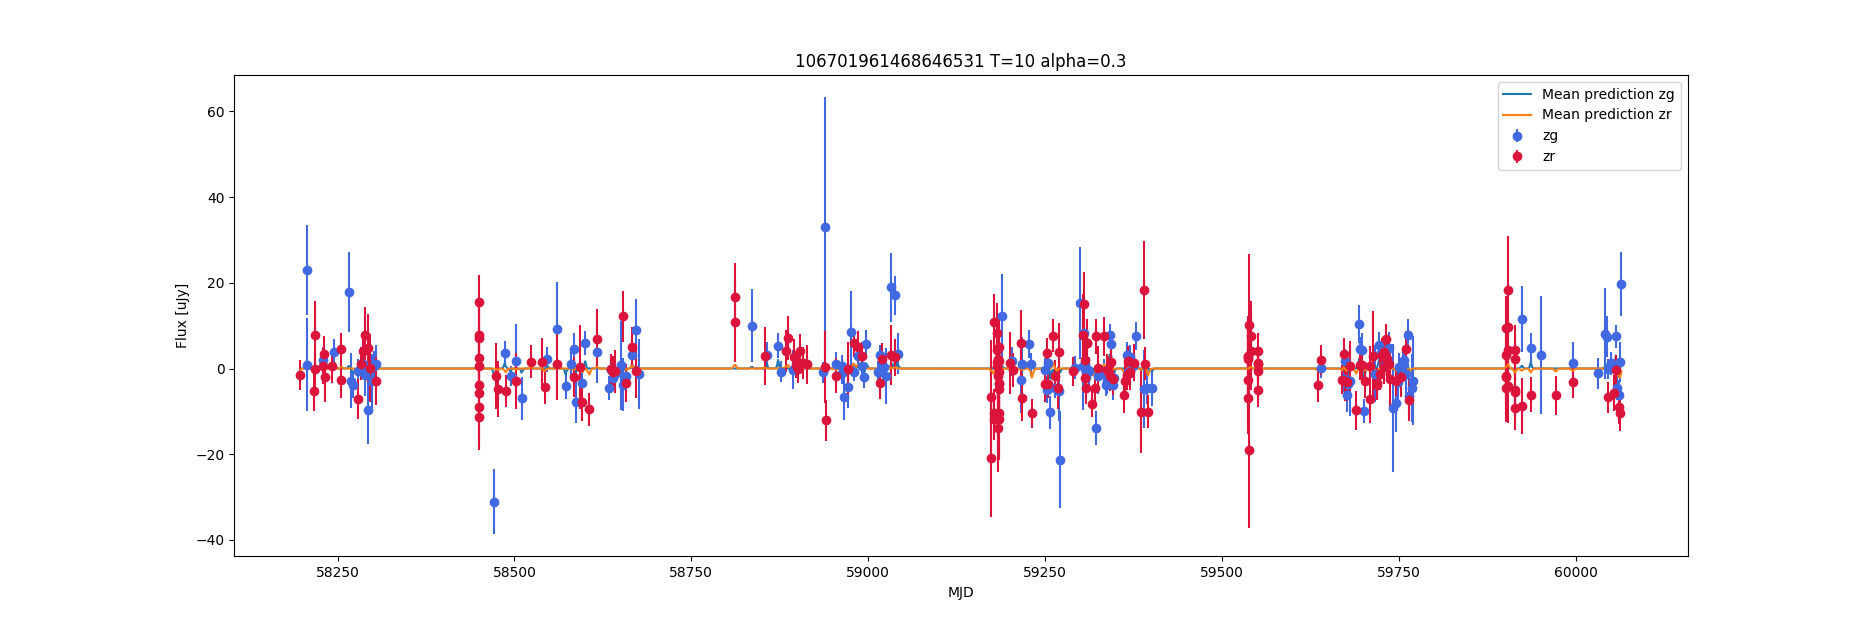 106701961468646531 T=10 alpha=0.3
Mean prediction zg
Mean prediction zr
zg
zr
Flux [uJy]
60
40
20
0
−20
−40
58250 58500 58750 59000 59250 59500 59750 60000
MJD